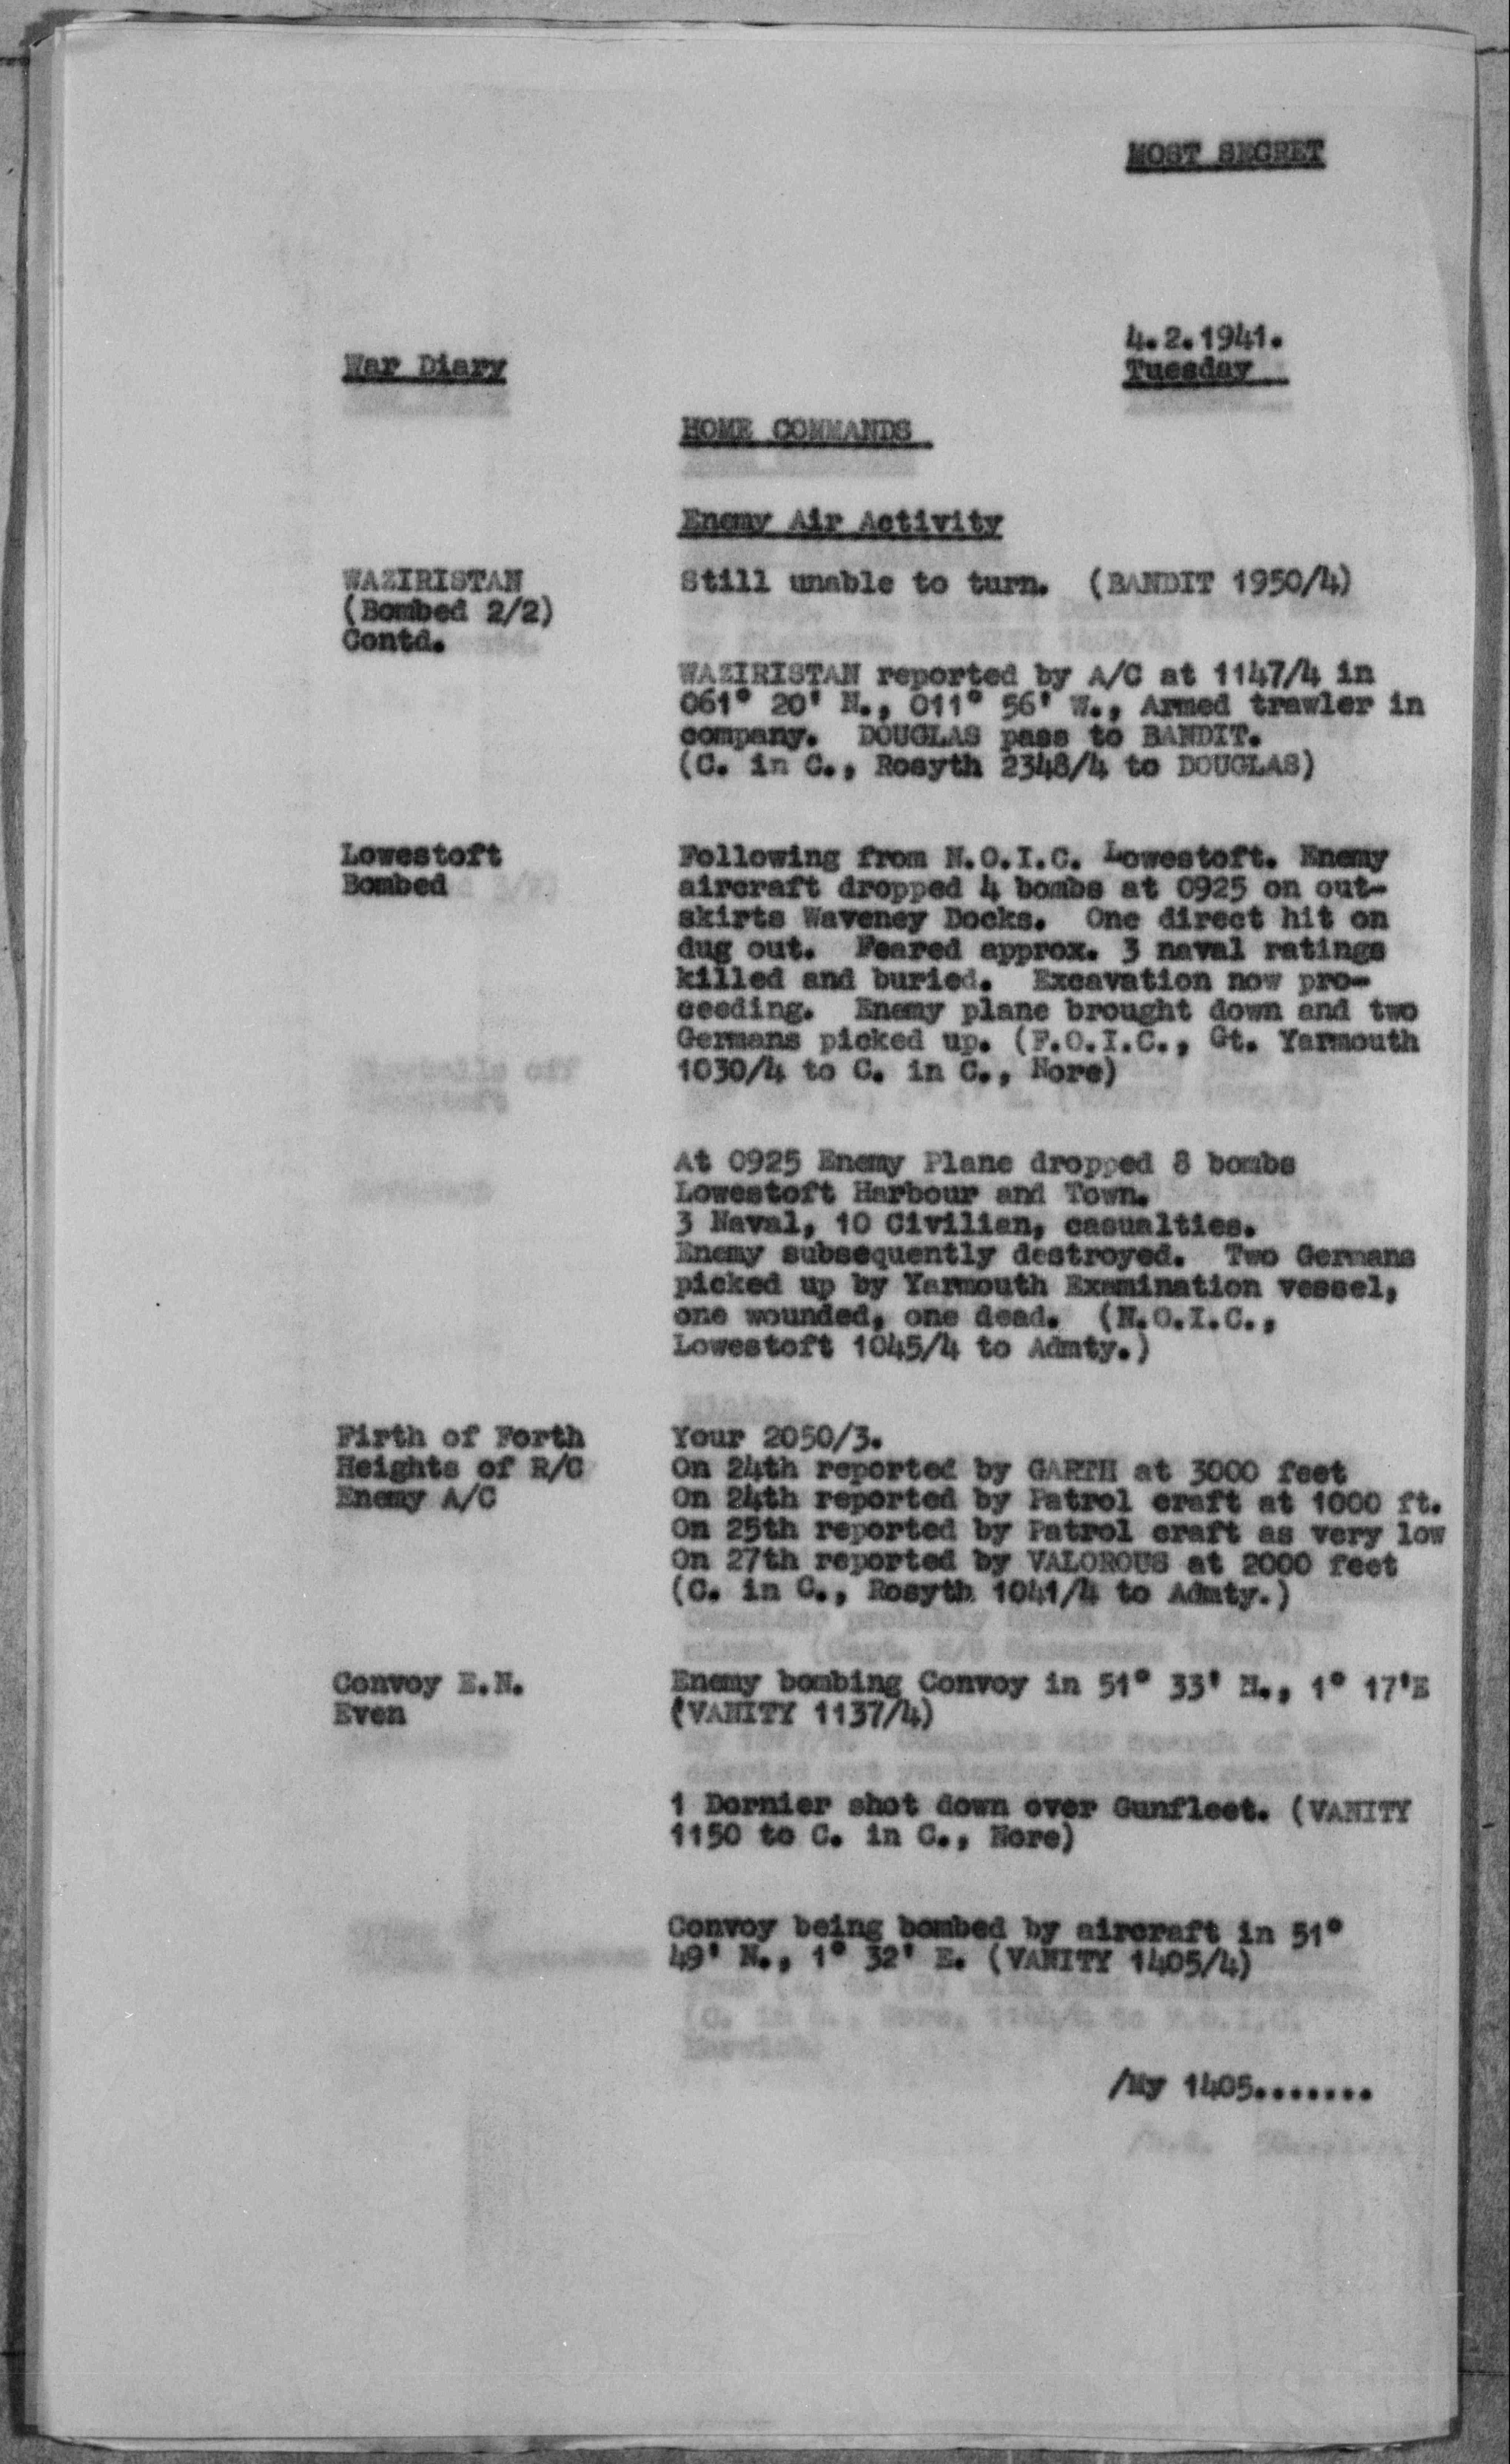 MOST SECRET
4.2.1941.
War Diary
Tuesday
HOME COMMANDS
Enemy Air Activity
WAZIRISTAN
(Bombed 2/2)
Contd.
Still unable to turn. (BANDIT 1950/4)
WAZIRISTAN reported by A/C at 1147/4 in
061° 20' N., 011° 56' W., Armed trawler in
company. DOUGLAS pass to BANDIT.
(C. in C., Rosyth 2348/4 to DOUGLAS)
Lowestoft
Bombed
Following from N.O.I.C. Lowestoft. Enemy
aircraft dropped 4 bombs at 0925 on out-
skirts Waveney Docks. One direct hit on
dug out. Feared approx. 3 naval ratings
killed and buried. Excavation now pro-
ceeding. Enemy plane brought down and two
Germans picked up. (F.O.I.C., Gt. Yarmouth
1030/4 to C. in C., Nore)
At 0925 Enemy Plane dropped 8 bombs
Lowestoft Harbour and Town.
3 Naval, 10 Civilian, casualties.
Enemy subsequently destroyed. Two Germans
picked up by Yarmouth Examination vessel,
one wounded, one dead. (N.O.I.C.,
Lowestoft 1045/4 to Admty.)
Firth of Forth
Heights of R/C
Enemy A/C
Your 2050/3.
On 24th reported by GARTH at 3000 feet
On 24th reported by Patrol craft at 1000 ft.
On 25th reported by Patrol craft as very low
On 27th reported by VALOROUS at 2000 feet
(C. in C., Rosyth 1041/4 to Admty.)
Convoy E.N.
Even
Enemy bombing Convoy in 51° 33' N., 1° 17'E
(VANITY 1137/4)
1 Dornier shot down over Gunfleet. (VANITY
1150 to C. in C., Nore)
Convoy being bombed by aircraft in 51°
49' N., 1° 32' E. (VANITY 1405/4)
/My 1405.......